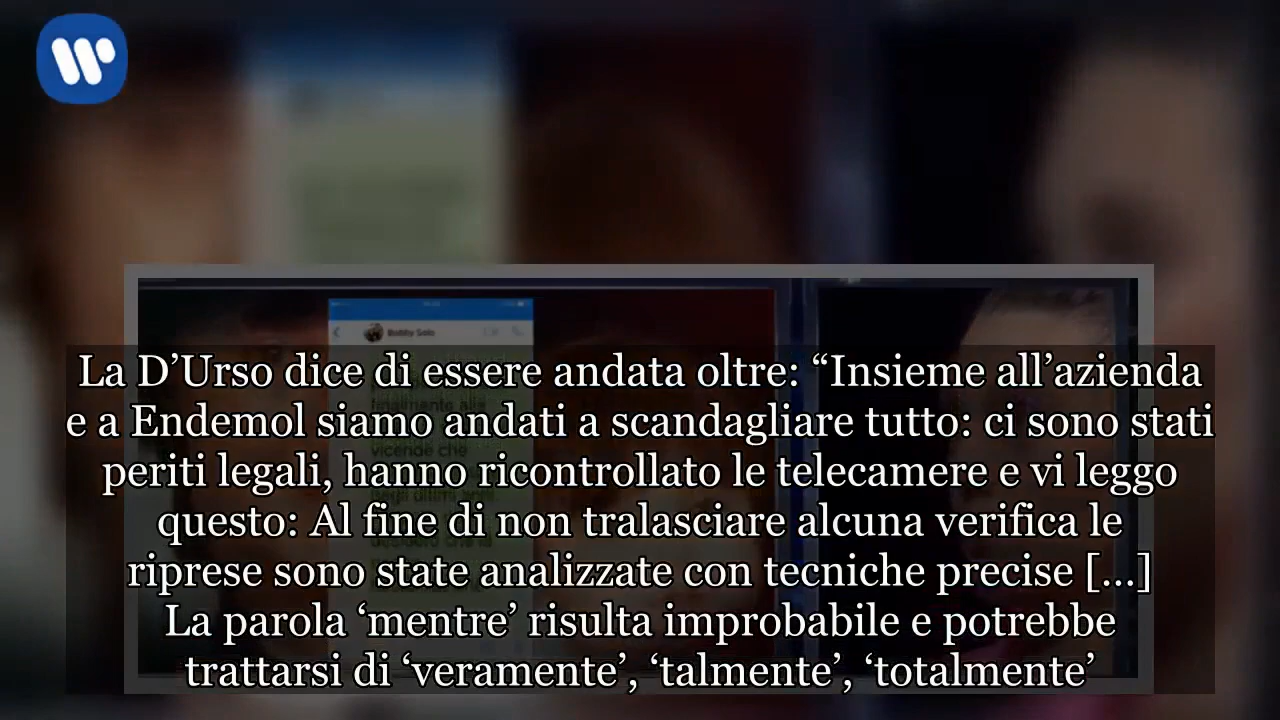 Bobby Solo
La D’Urso dice di essere andata oltre: “Insieme all’azienda
e a Endemol siamo andati a scandagliare tutto: ci sono stati
periti legali, hanno ricontrollato le telecamere e vi leggo
questo: Al fine di non tralasciare alcuna verifica le
riprese sono state analizzate con tecniche precise [...]
La parola ‘mentre’ risulta improbabile e potrebbe
trattarsi di ‘veramente’, ‘talmente’, ‘totalmente’